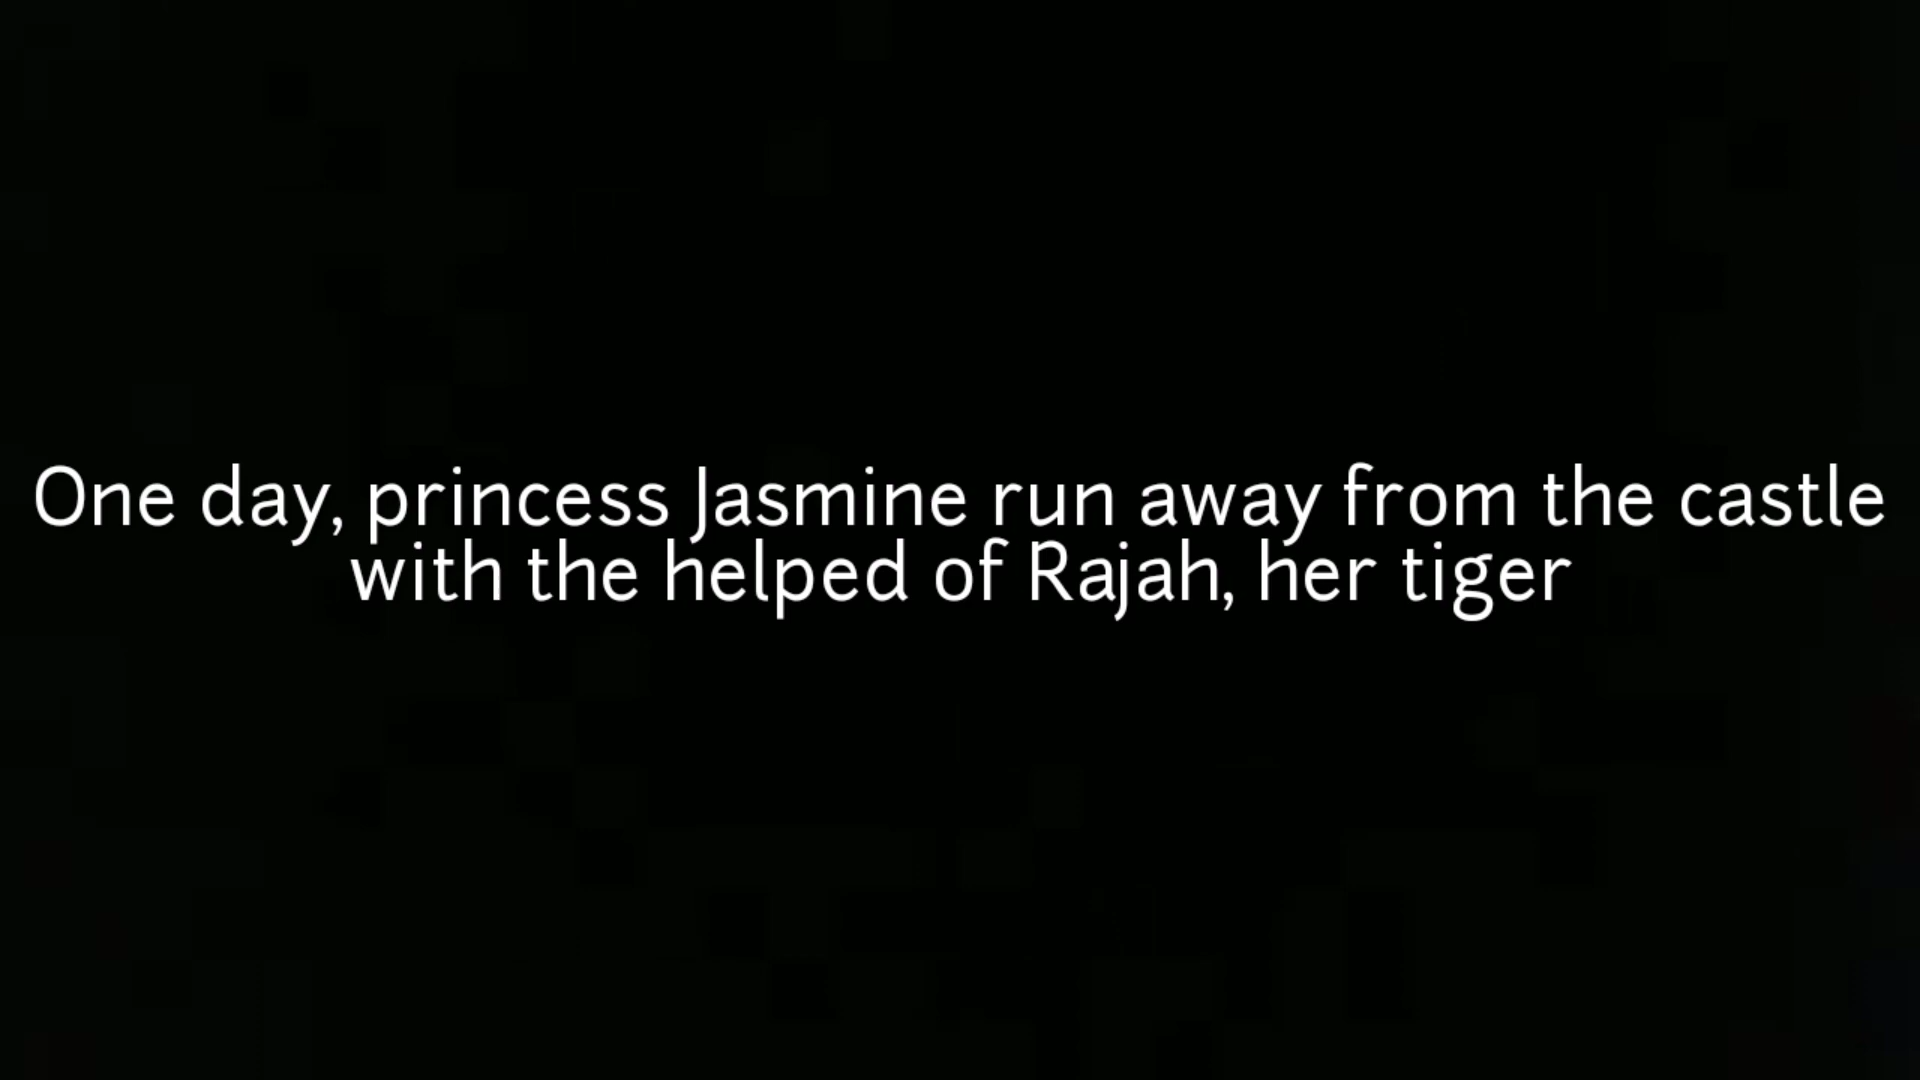 One day, princess Jasmine run away from the castle
with the helped of Rajah, her tiger